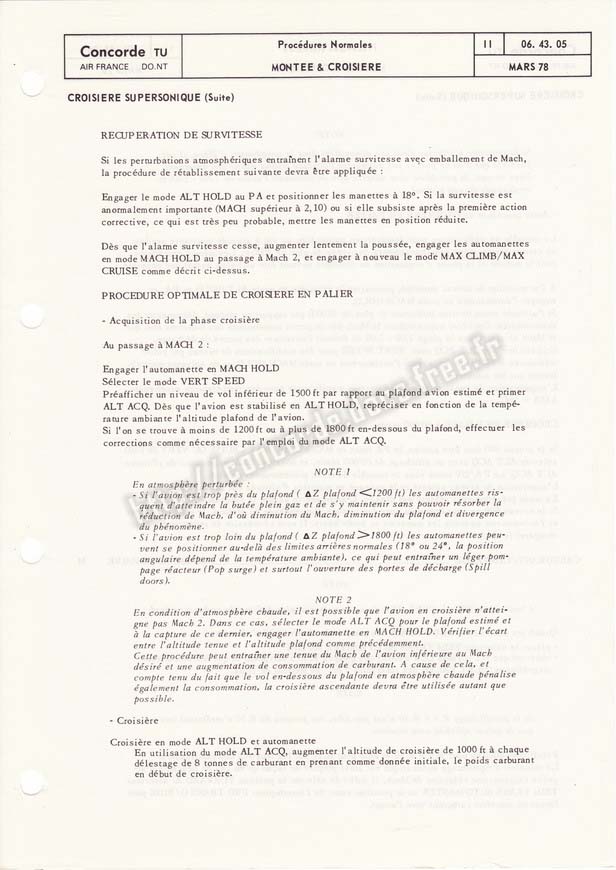 Concorde TU
AIR FRANCE DO.NT
Procédures Normales
MONTEE & CROISIERE
11
06. 43. 05
MARS 78
CROISIERE SUPERSONIQUE (Suite)
RECUPERATION DE SURVITESSE
Si les perturbations atmosphériques entraînent l'alarme survitesse avec emballement de Mach,
la procédure de rétablissement suivante devra être appliquée :
Engager le mode ALT HOLD au PA et positionner les manettes à 18°. Si la survitesse est
anormalement importante (MACH supérieur à 2,10) ou si elle subsiste après la première action
corrective, ce qui est très peu probable, mettre les manettes en position réduite.
Dès que l'alarme survitesse cesse, augmenter lentement la poussée, engager les automanettes
en mode MACH HOLD au passage à Mach 2, et engager à nouveau le mode MAX CLIMB/MAX
CRUISE comme décrit ci-dessus.
PROCEDURE OPTIMALE DE CROISIERE EN PALIER
- Acquisition de la phase croisière
Au passage à MACH 2 :
Engager l'automanette en MACH HOLD
Sélecter le mode VERT SPEED
Préafficher un niveau de vol inférieur de 1500 ft par rapport au plafond avion estimé et primer
ALT ACQ. Dès que l'avion est stabilisé en ALT HOLD, repréciser en fonction de la tempé-
rature ambiante l'altitude plafond de l'avion.
Si l'on se trouve à moins de 1200 ft ou à plus de 1800 ft en-dessous du plafond, effectuer les
corrections comme nécessaire par l'emploi du mode ALT ACQ.
http://concorde-jacq.free.fr
NOTE 1
En atmosphère perturbée :
- Si l'avion est trop près du plafond ( ΔZ plafond <1200 ft) les automanettes ris-
quent d'atteindre la butée plein gaz et de s'y maintenir sans pouvoir résorber la
réduction de Mach, d'où diminution du Mach, diminution du plafond et divergence
du phénomène.
- Si l'avion est trop loin du plafond ( ΔZ plafond >1800 ft) les automanettes peu-
vent se positionner au-delà des limites arrières normales (18° ou 24°, la position
angulaire dépend de la température ambiante), ce qui peut entraîner un léger pom-
page réacteur (Pop surge) et surtout l'ouverture des portes de décharge (Spill
doors).
NOTE 2
En condition d'atmosphère chaude, il est possible que l'avion en croisière n'attei-
gne pas Mach 2. Dans ce cas, sélecter le mode ALT ACQ pour le plafond estimé et
à la capture de ce dernier, engager l'automanette en MACH HOLD. Vérifier l'écart
entre l'altitude tenue et l'altitude plafond comme précédemment.
Cette procédure peut entraîner une tenue du Mach de l'avion inférieure au Mach
désiré et une augmentation de consommation de carburant. A cause de cela, et
compte tenu du fait que le vol en-dessous du plafond en atmosphère chaude pénalise
également la consommation, la croisière ascendante devra être utilisée autant que
possible.
- Croisière
Croisière en mode ALT HOLD et automanette
En utilisation du mode ALT ACQ, augmenter l'altitude de croisière de 1000 ft à chaque
délestage de 8 tonnes de carburant en prenant comme donnée initiale, le poids carburant
en début de croisière.